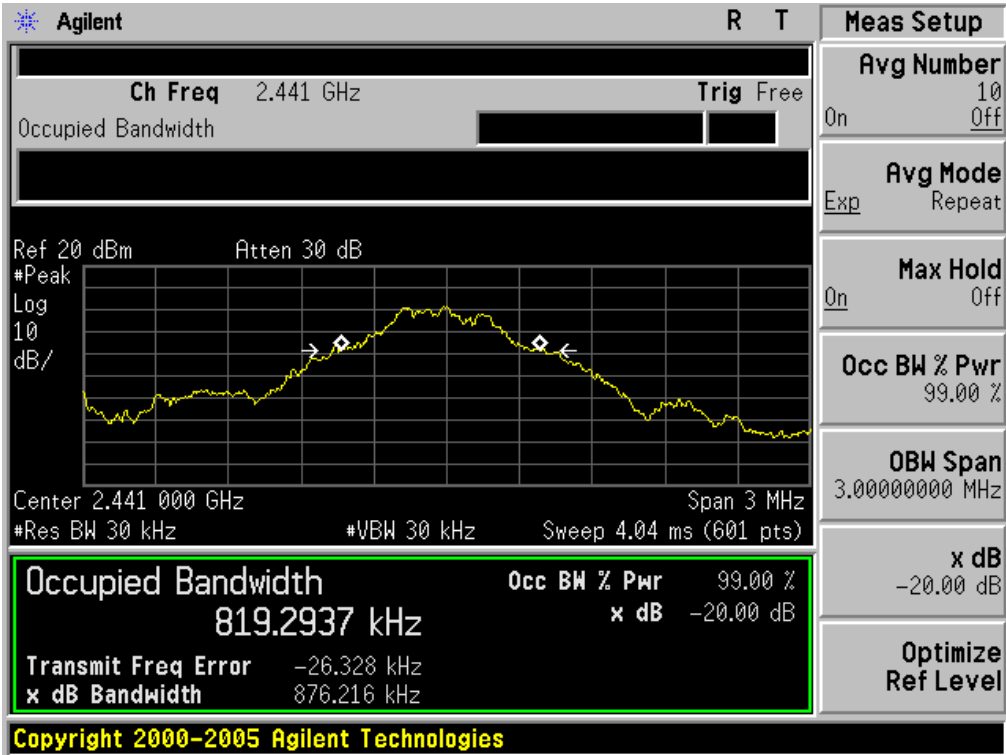 Agilent R T
Ch Freq 2.441 GHz Trig Free
Occupied Bandwidth
Ref 20 dBm Atten 30 dB
#Peak
Log
10
dB/
Center 2.441 000 GHz Span 3 MHz
#Res BW 30 kHz #VBW 30 kHz Sweep 4.04 ms (601 pts)
Occupied Bandwidth
819.2937 kHz
Occ BW % Pwr 99.00 %
x dB -20.00 dB
Transmit Freq Error -26.328 kHz
x dB Bandwidth 876.216 kHz
Copyright 2000-2005 Agilent Technologies
Meas Setup
Avg Number
10
On Off
Avg Mode
Exp Repeat
Max Hold
On Off
Occ BW % Pwr
99.00 %
OBW Span
3.00000000 MHz
x dB
-20.00 dB
Optimize
Ref Level